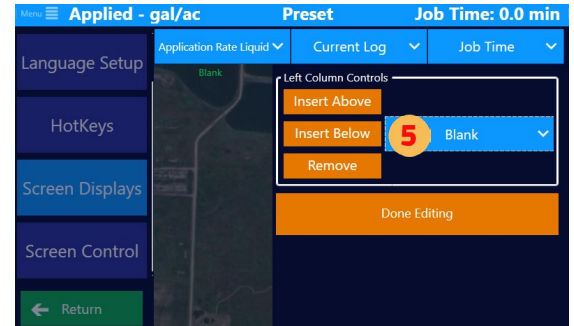 Menu Applied - gal/ac Preset Job Time: 0.0 min
Application Rate Liquid Current Log Job Time
Language Setup
HotKeys
Screen Displays
Screen Control
Return
Blank
Left Column Controls
Insert Above
Insert Below 5 Blank
Remove
Done Editing